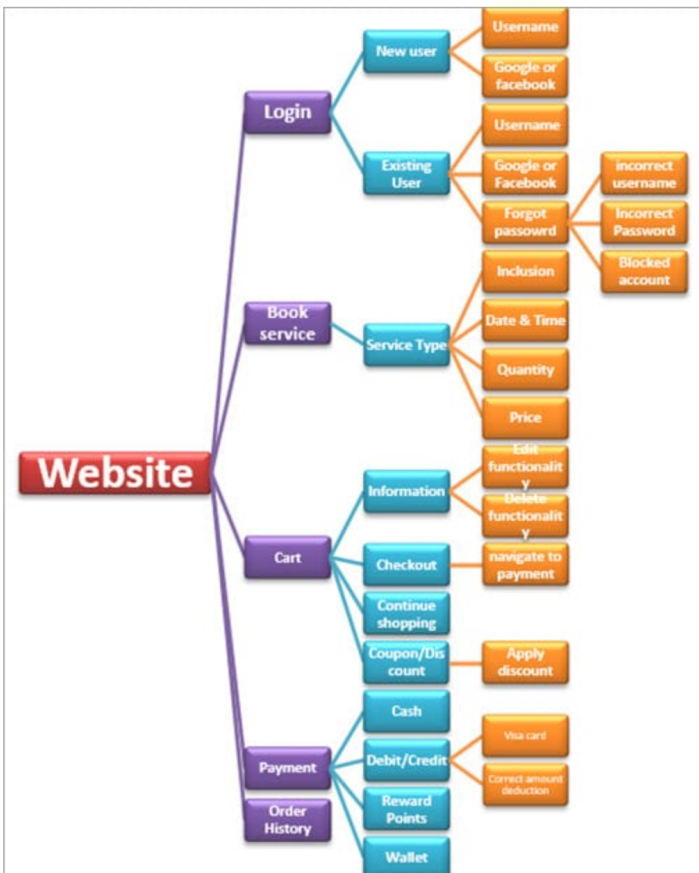 Website
Login
New user
Username
Google or
facebook
Existing
User
Username
Google or
Facebook
Forgot
passowrd
incorrect
username
Incorrect
Password
Blocked
account
Book
service
Service Type
Inclusion
Date & Time
Quantity
Price
Cart
Information
Edit
functionalit
y
Delete
functionalit
y
Checkout
navigate to
payment
Continue
shopping
Coupon/Dis
count
Apply
discount
Payment
Cash
Debit/Credit
Visa card
Correct amount
deduction
Reward
Points
Wallet
Order
History